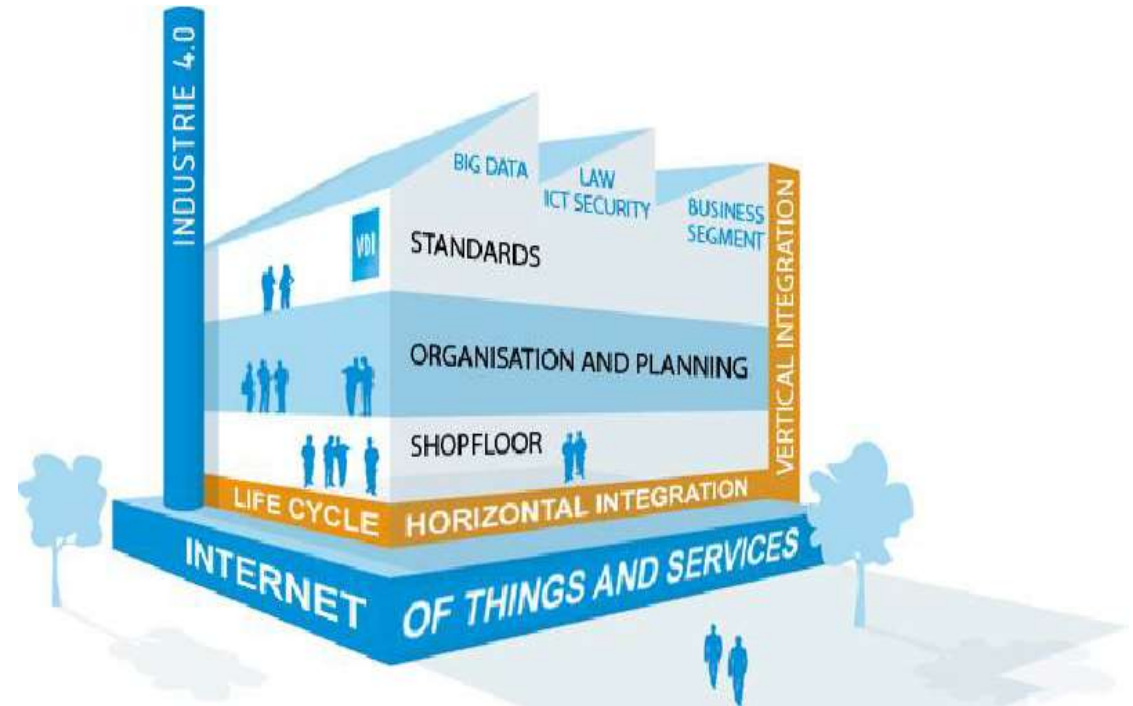 INDUSTRIE 4.0
BIG DATA
LAW
ICT SECURITY
BUSINESS
SEGMENT
VDI
STANDARDS
ORGANISATION AND PLANNING
SHOPFLOOR
VERTICAL INTEGRATION
LIFE CYCLE
HORIZONTAL INTEGRATION
INTERNET
OF THINGS AND SERVICES